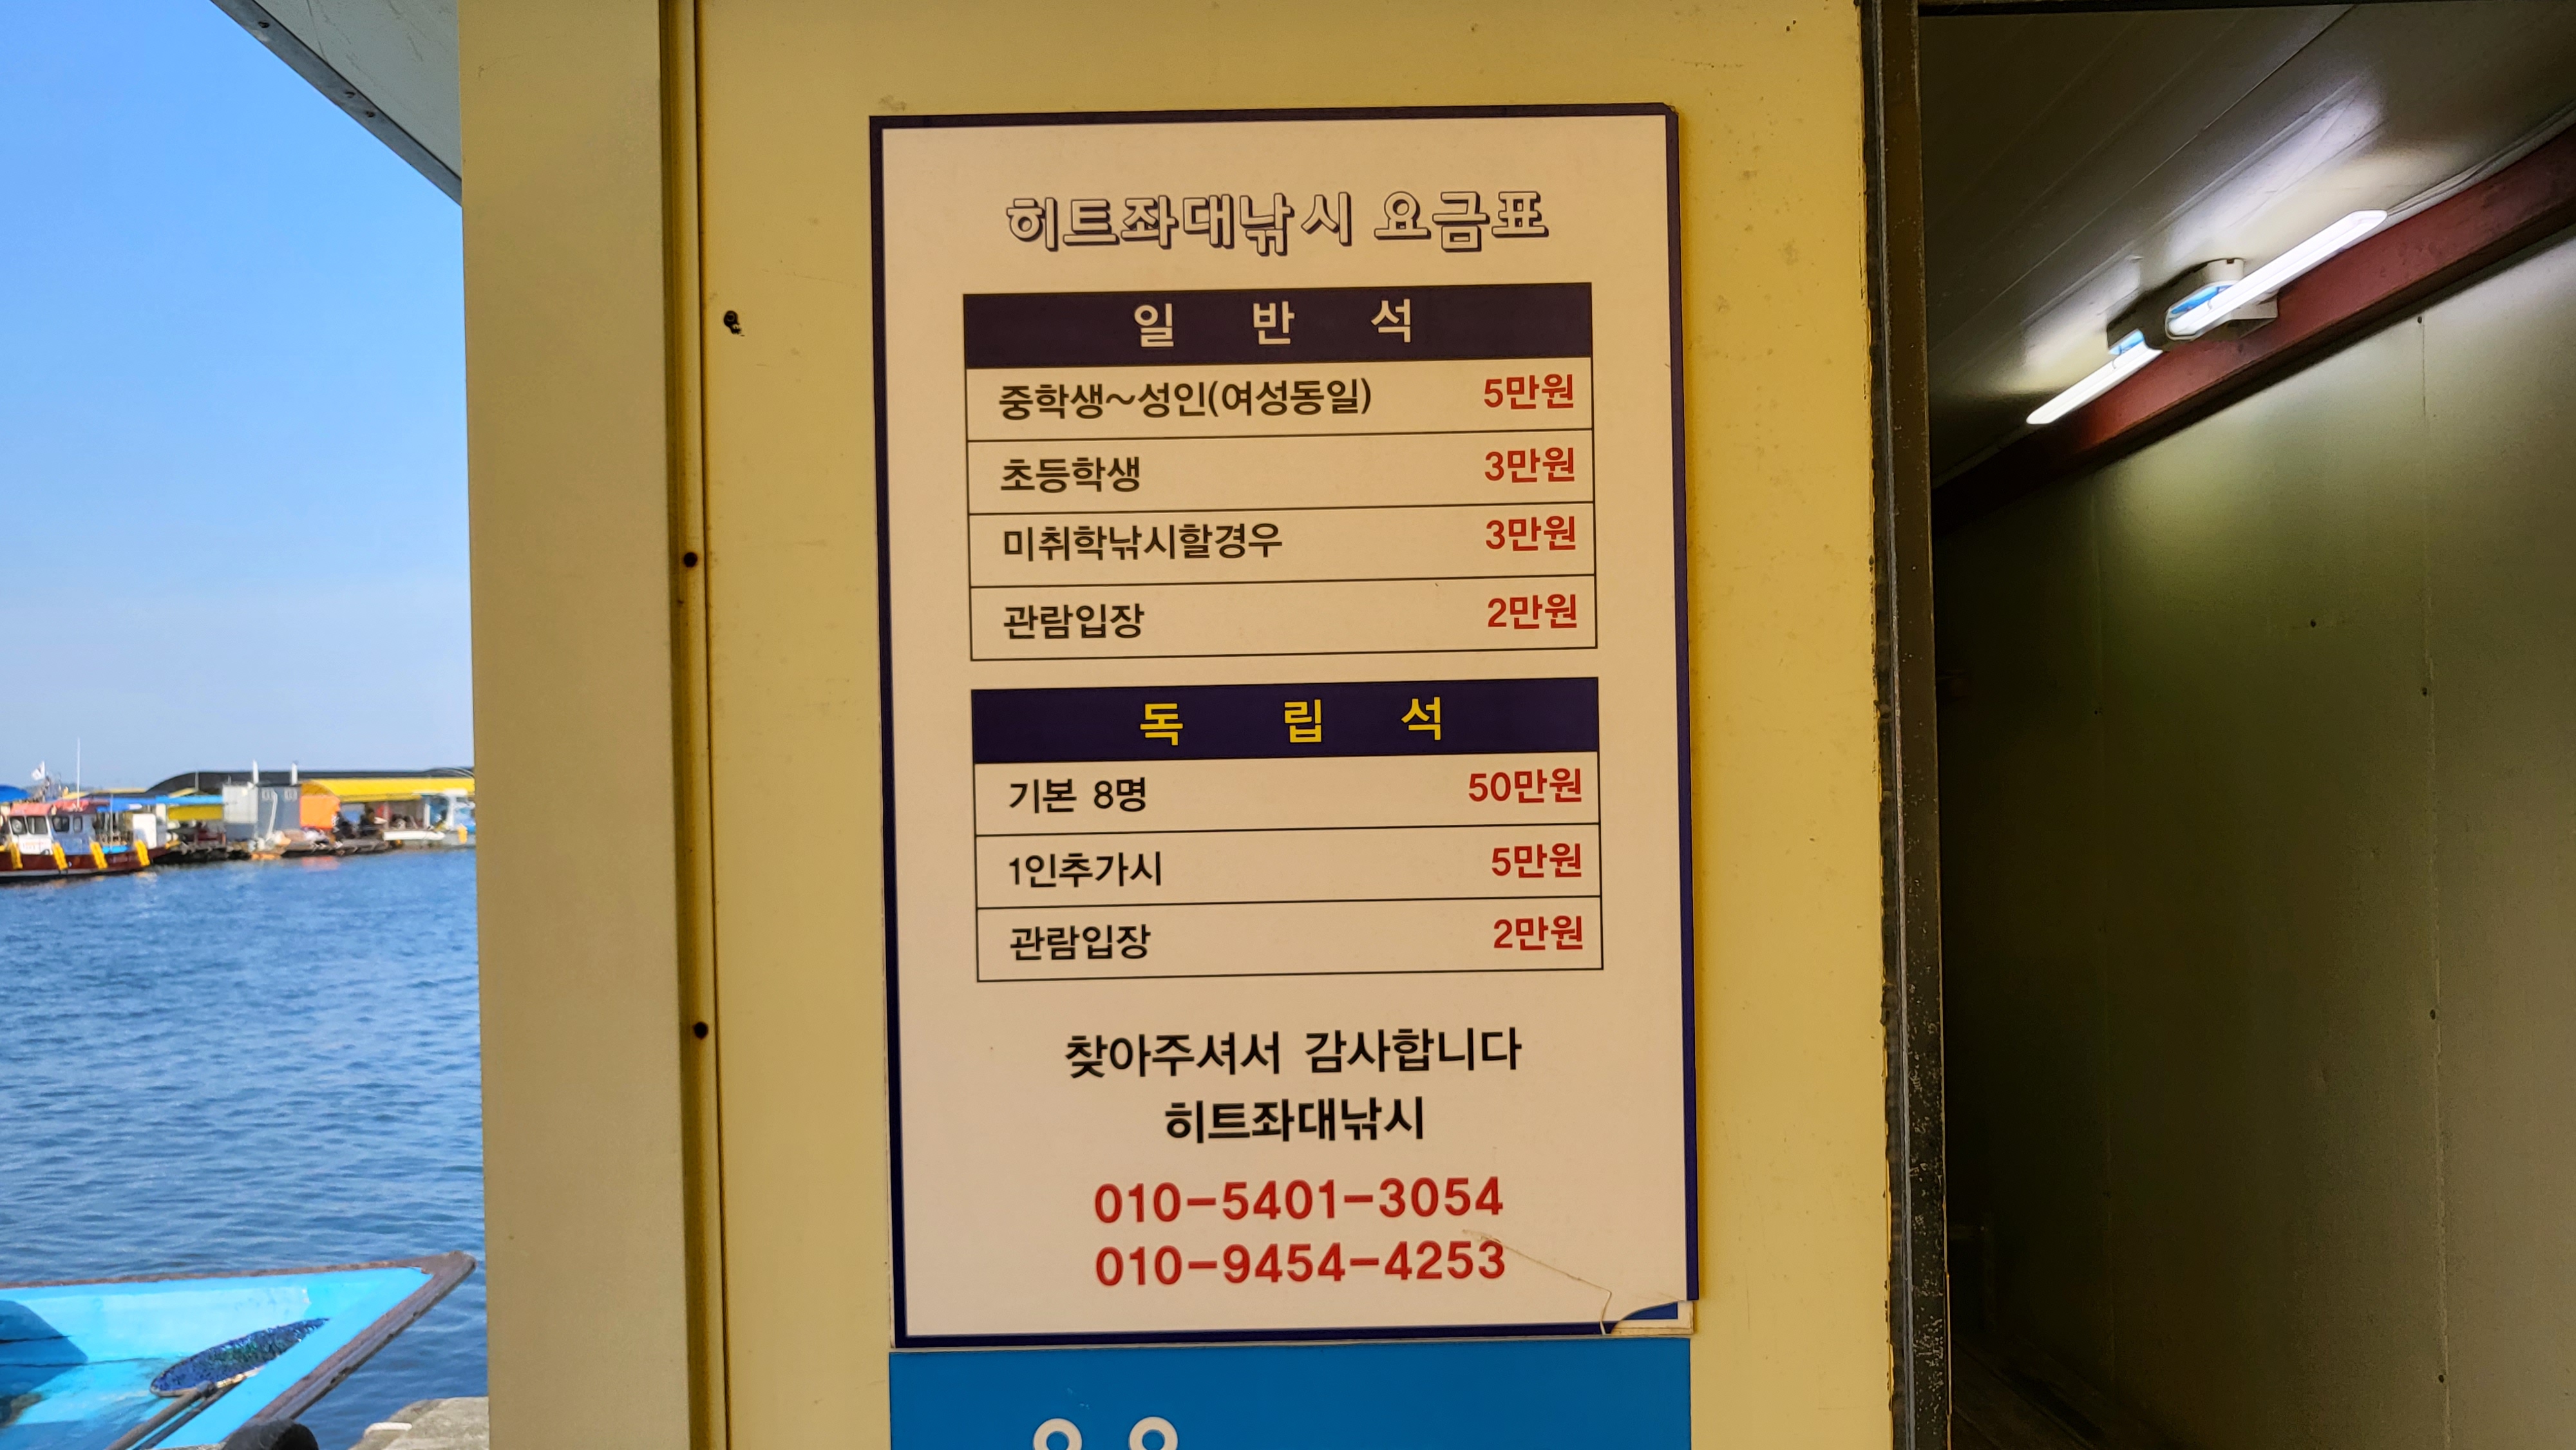 히트좌대낚시 요금표
일 반 석
중학생~성인(여성동일) 5만원
초등학생 3만원
미취학낚시할경우 3만원
관람입장 2만원
독 립 석
기본 8명 50만원
1인추가시 5만원
관람입장 2만원
찾아주셔서 감사합니다
히트좌대낚시
010-5401-3054
010-9454-4253